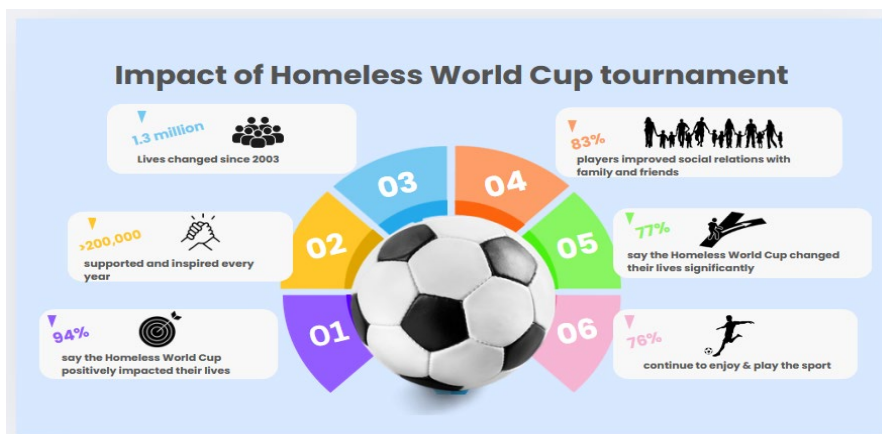 Impact of Homeless World Cup tournament
1.3 million
Lives changed since 2003
>200,000
supported and inspired every
year
94%
say the Homeless World Cup
positively impacted their lives
01
02
03
04
05
06
83%
players improved social relations with
family and friends
77%
say the Homeless World Cup changed
their lives significantly
76%
continue to enjoy & play the sport